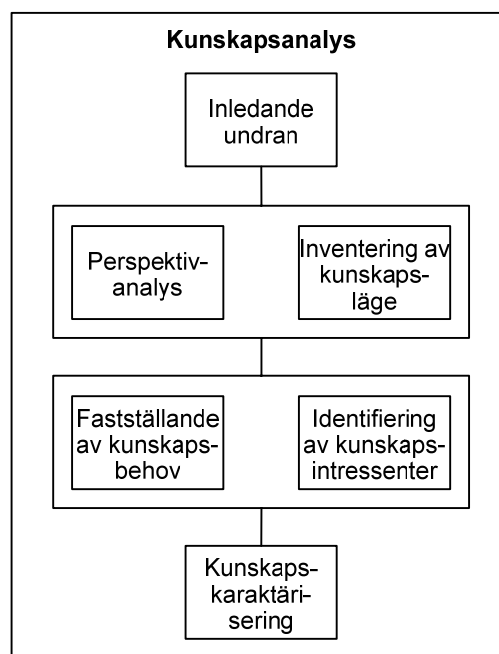 Kunskapsanalys
Inledande
undran
Perspektiv-
analys
Inventering av
kunskaps-
läge
Fastställande
av kunskaps-
behov
Identifiering
av kunskaps-
intressenter
Kunskaps-
karaktäri-
sering